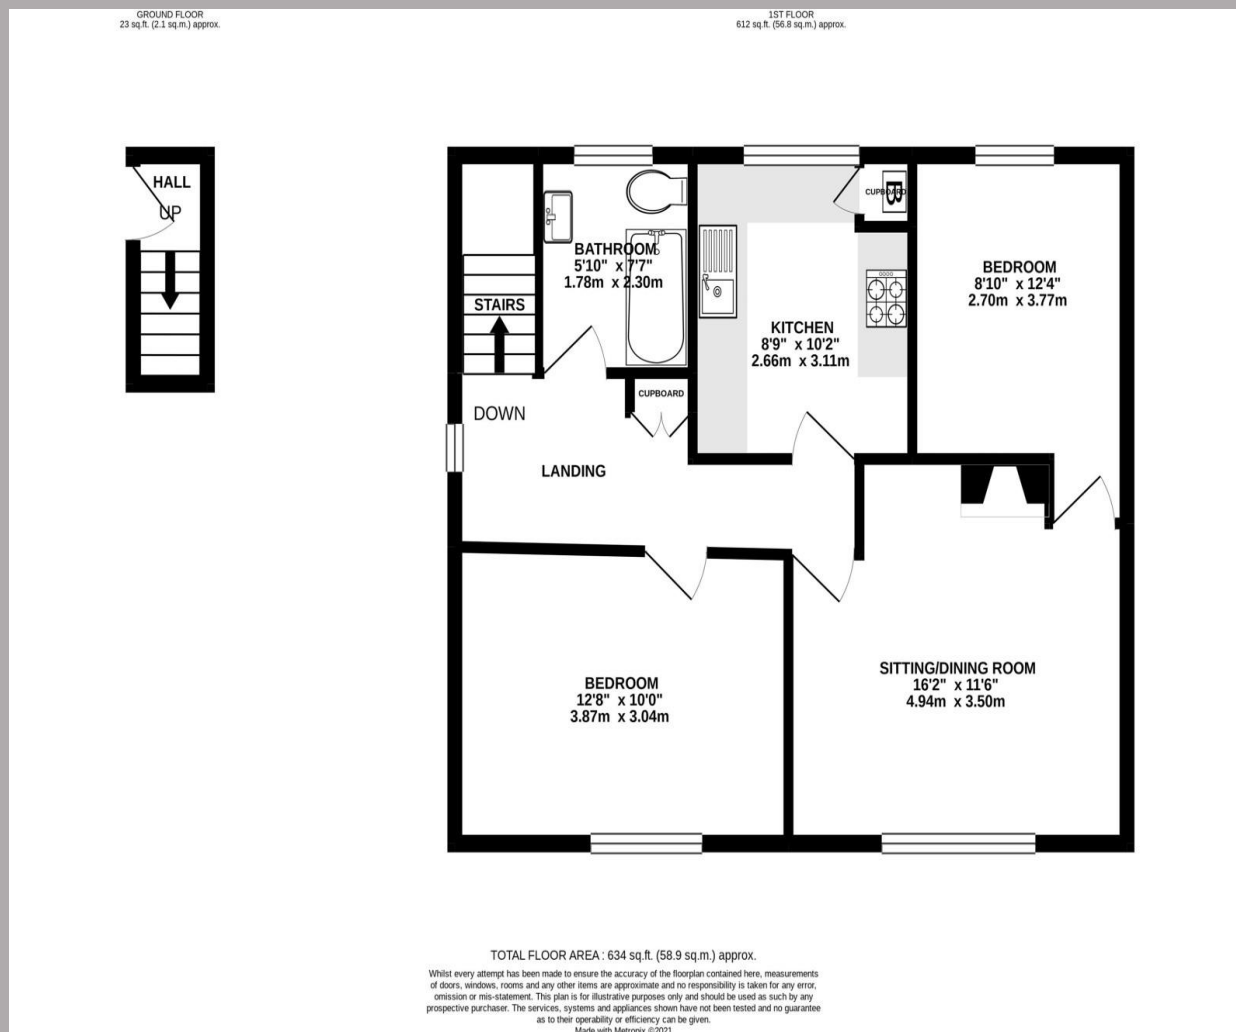 GROUND FLOOR
23 sq.ft. (2.1 sq.m.) approx.
1ST FLOOR
612 sq.ft. (56.8 sq.m.) approx.
HALL
UP
STAIRS
DOWN
BATHROOM
5'10" x 7'7"
1.78m x 2.30m
CUPBOARD
LANDING
KITCHEN
8'9" x 10'2"
2.66m x 3.11m
CUPBOARD
B
BEDROOM
8'10" x 12'4"
2.70m x 3.77m
BEDROOM
12'8" x 10'0"
3.87m x 3.04m
SITTING/DINING ROOM
16'2" x 11'6"
4.94m x 3.50m
TOTAL FLOOR AREA : 634 sq.ft. (58.9 sq.m.) approx.
Whilst every attempt has been made to ensure the accuracy of the floorplan contained here, measurements
of doors, windows, rooms and any other items are approximate and no responsibility is taken for any error,
omission or mis-statement. This plan is for illustrative purposes only and should be used as such by any
prospective purchaser. The services, systems and appliances shown have not been tested and no guarantee
as to their operability or efficiency can be given.
Made with Metropix ©2021